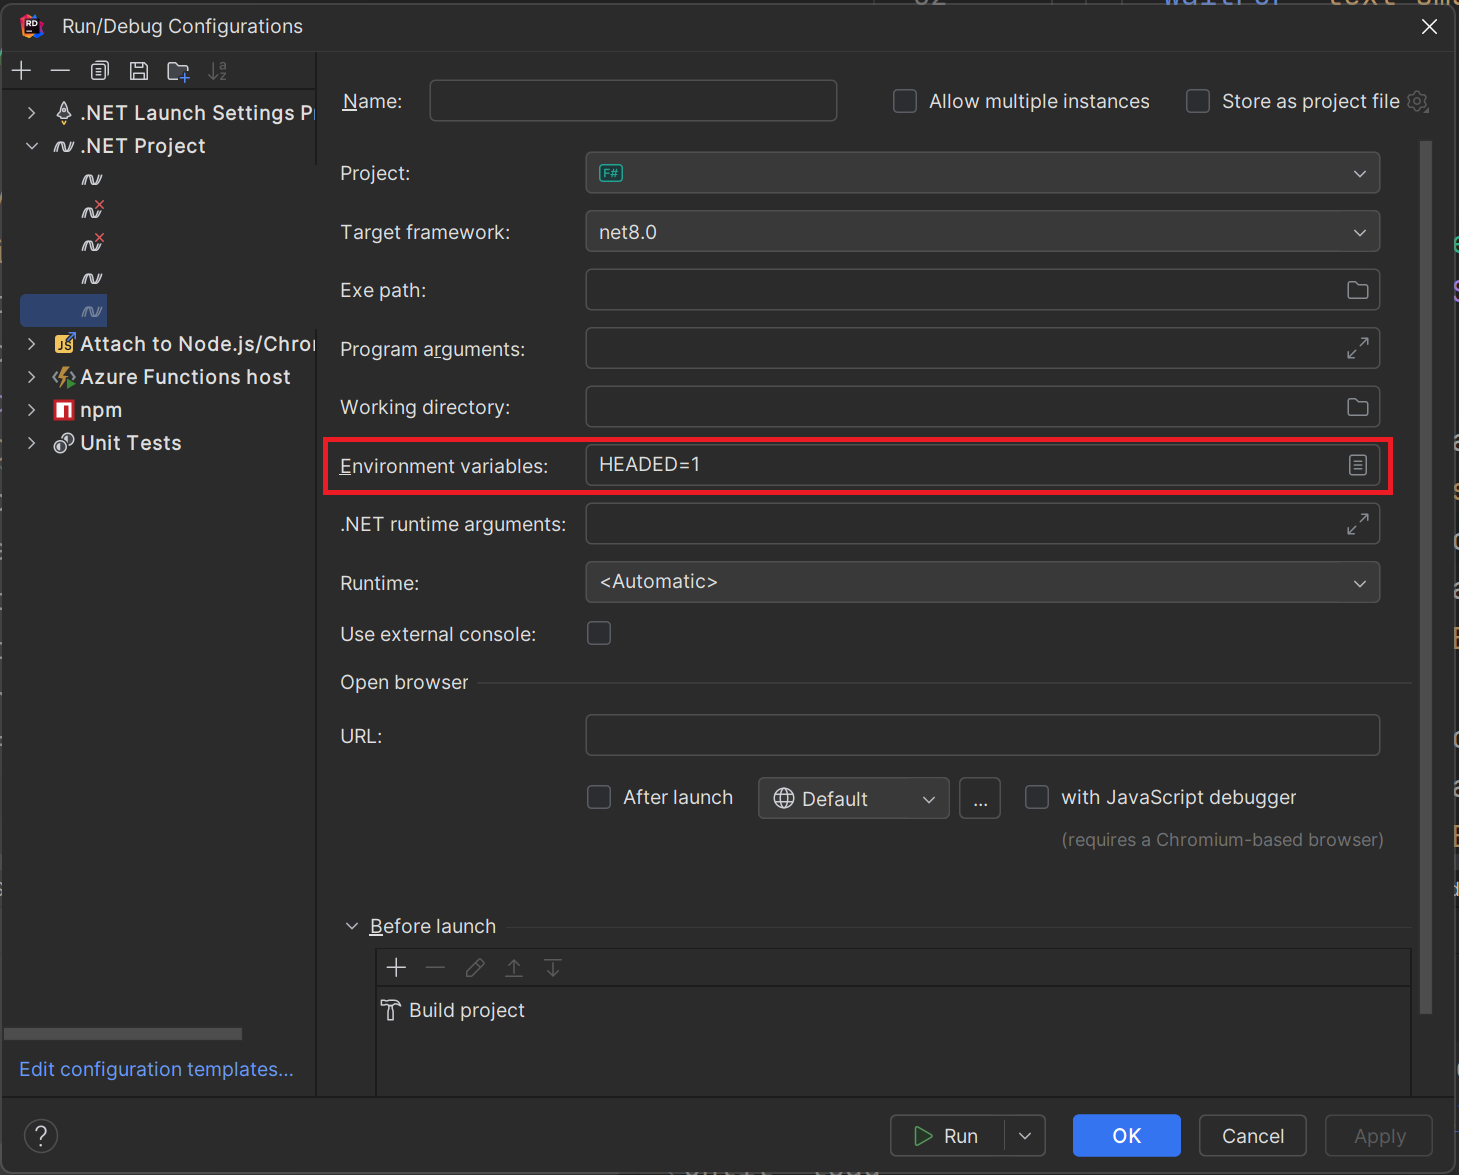 Run/Debug Configurations
.NET Launch Settings P
.NET Project
Attach to Node.js/Chro
Azure Functions host
npm
Unit Tests
Edit configuration templates...
Name:
Allow multiple instances
Store as project file
Project:
F#
Target framework:
net8.0
Exe path:
Program arguments:
Working directory:
Environment variables:
HEADED=1
.NET runtime arguments:
Runtime:
<Automatic>
Use external console:
Open browser
URL:
After launch
Default
...
with JavaScript debugger
(requires a Chromium-based browser)
Before launch
Build project
?
Run
OK
Cancel
Apply